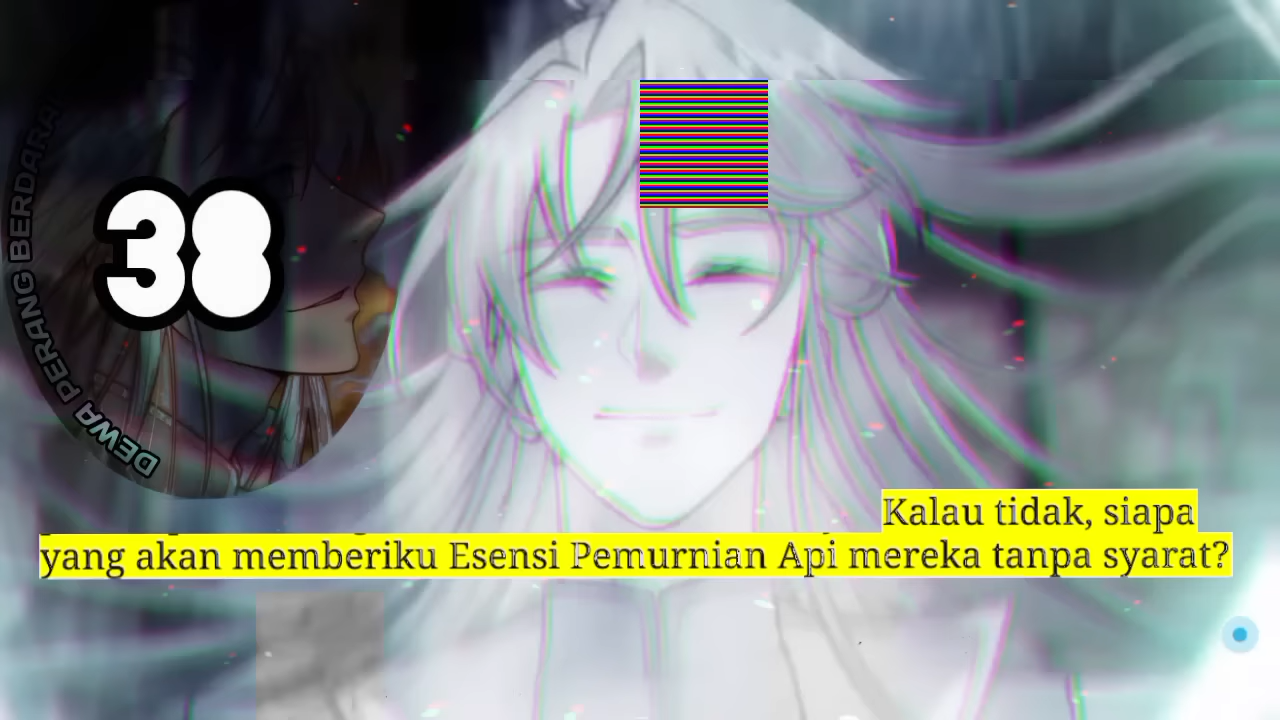 38
DEWA PERANG BERDARAH
Kalau tidak, siapa
yang akan memberiku Esensi Pemurnian Api mereka tanpa syarat?